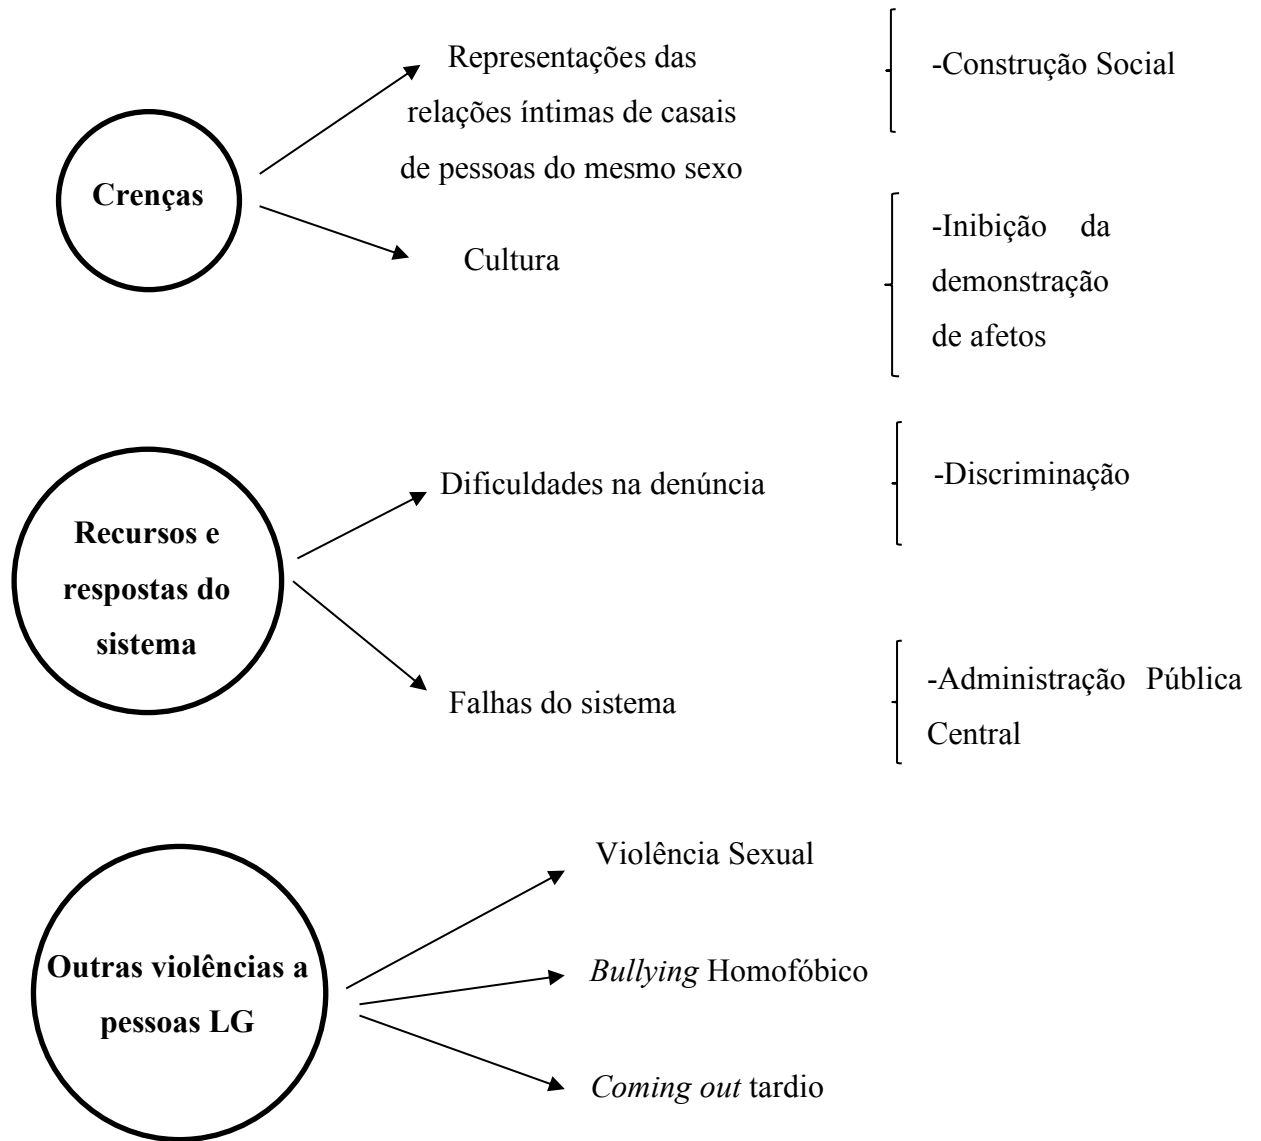 Crenças
Representações das
relações íntimas de casais
de pessoas do mesmo sexo
-Construção Social
Cultura
-Inibição da
demonstração
de afetos
Recursos e
respostas do
sistema
Dificuldades na denúncia
-Discriminação
Falhas do sistema
-Administração Pública
Central
Outras violências a
pessoas LG
Violência Sexual
Bullying Homofóbico
Coming out tardio